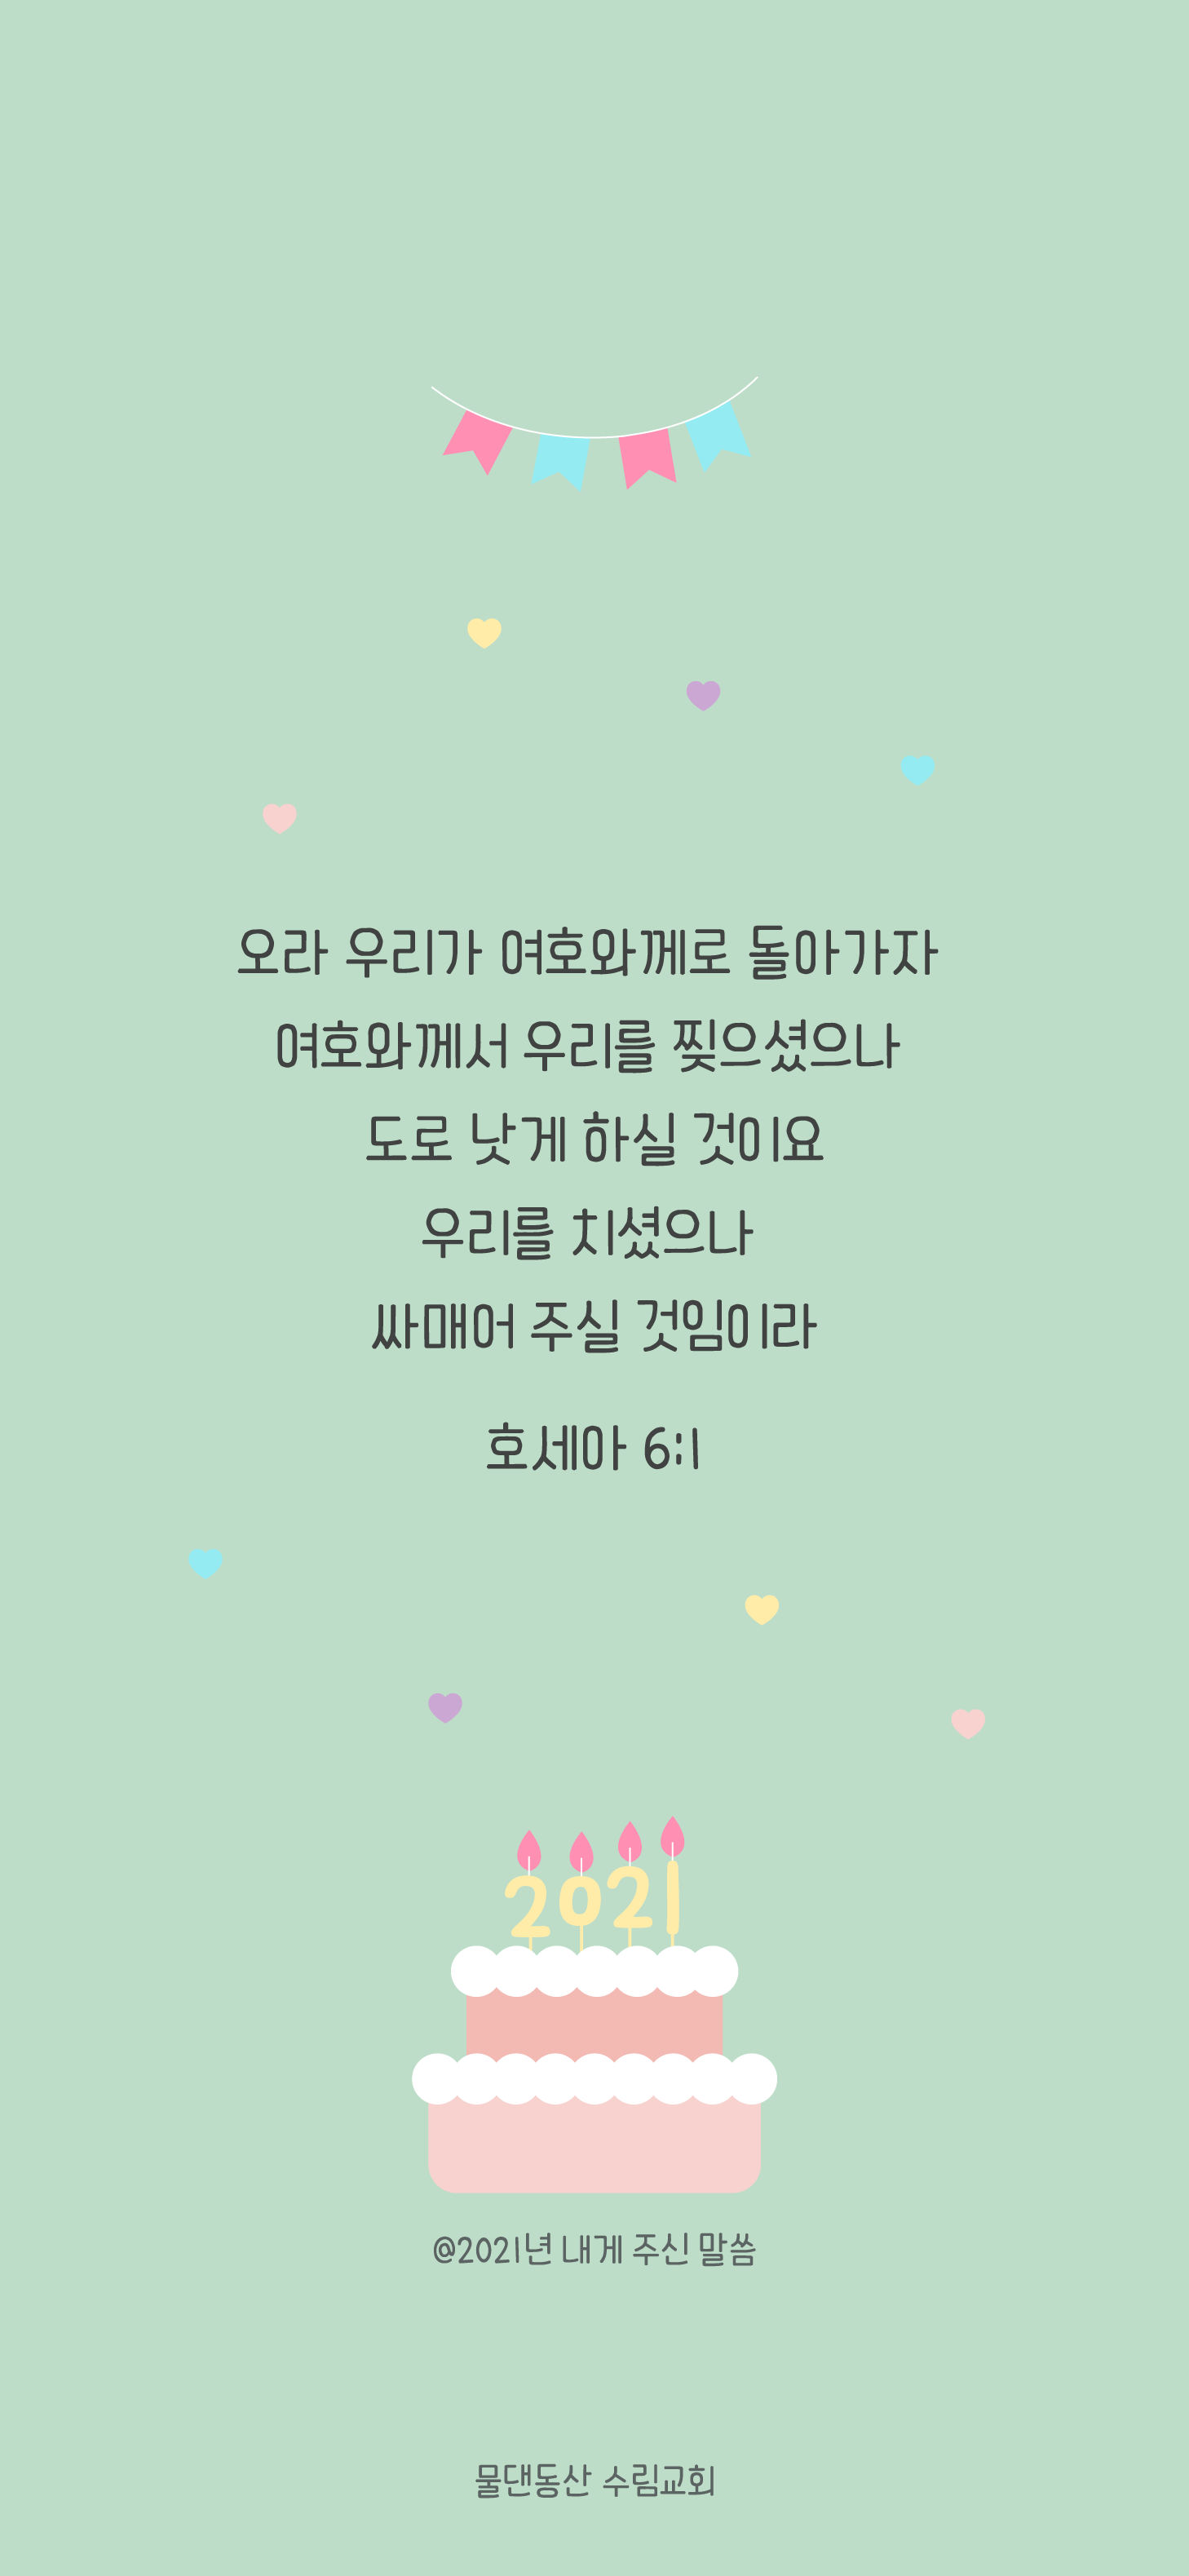 오라 우리가 여호와께로 돌아가자
여호와께서 우리를 찢으셨으나
도로 낫게 하실 것이요
우리를 치셨으나
싸매어 주실 것임이라
호세아 6:1
2021
@2021년 내게 주신 말씀
물댄동산 수림교회